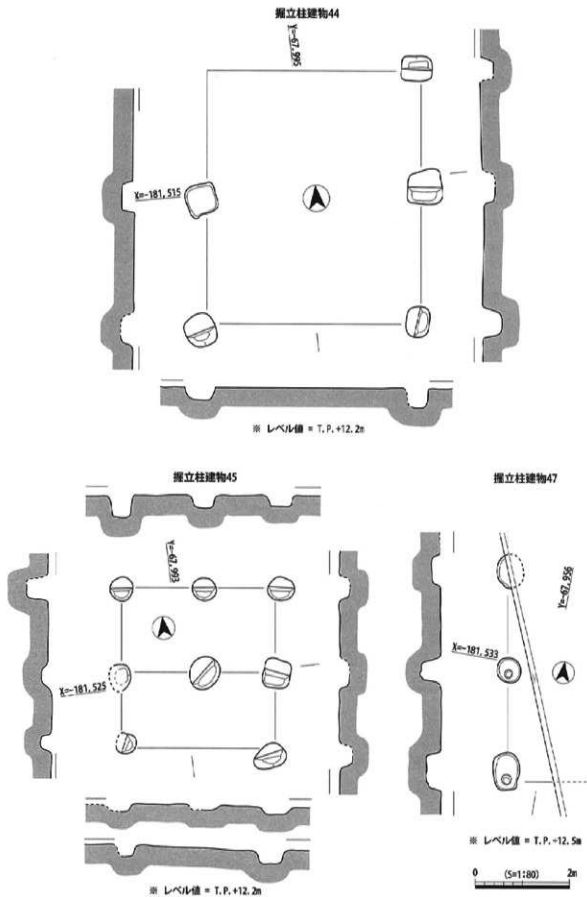 掘立柱建物44
Y=-67,995
X=-181,515
※ レベル値 = T.P.+12.2m
掘立柱建物45
掘立柱建物47
Y=-67,993
Y=-67,956
X=-181,533
X=-181,525
※ レベル値 = T.P.+12.5m
※ レベル値 = T.P.+12.2m
0 (S=1:80) 2m